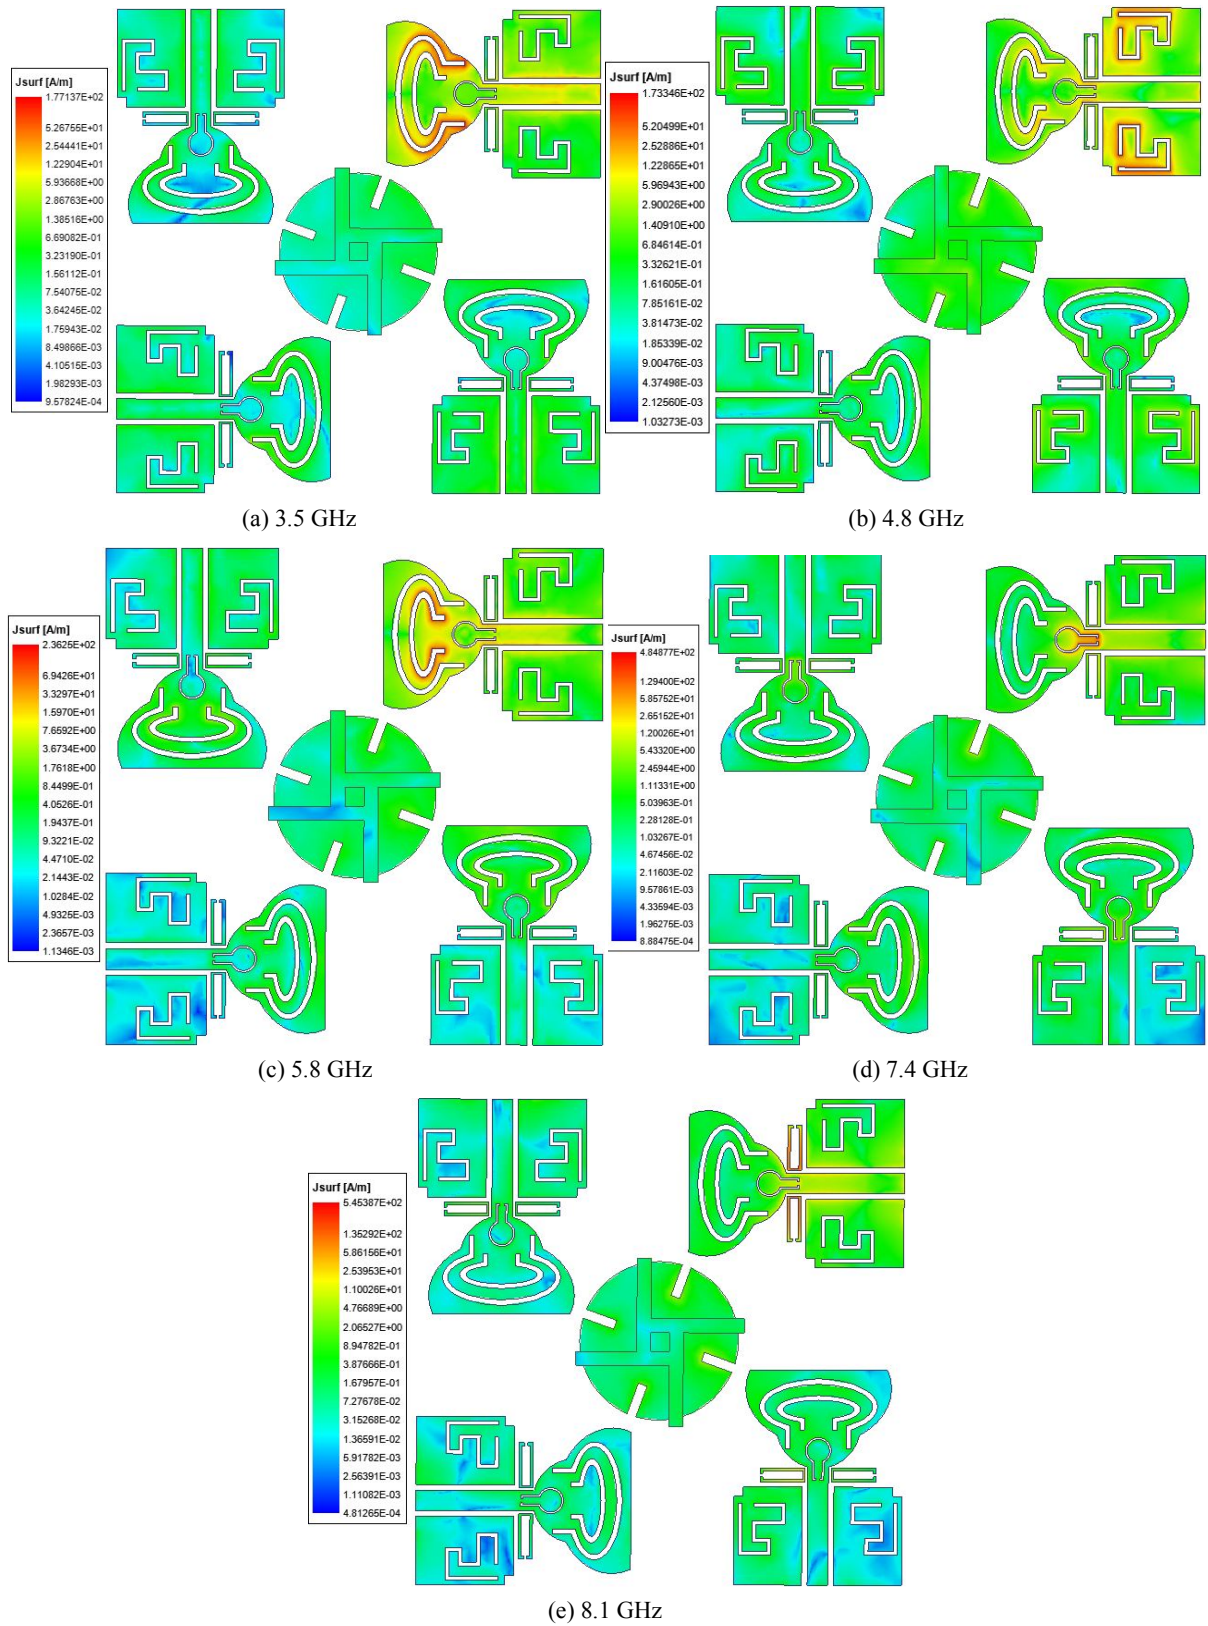 Jsurf [A/m]
1.77137E+02
5.26755E+01
2.54441E+01
1.22904E+01
5.93668E+00
2.86763E+00
1.38516E+00
6.69082E-01
3.23190E-01
1.56112E-01
7.54075E-02
3.64245E-02
1.75943E-02
8.49866E-03
4.10515E-03
1.98293E-03
9.57824E-04
(a) 3.5 GHz
Jsurf [A/m]
1.73346E+02
5.20499E+01
2.52886E+01
1.22865E+01
5.96943E+00
2.90026E+00
1.40910E+00
6.84614E-01
3.32621E-01
1.61605E-01
7.85161E-02
3.81473E-02
1.85339E-02
9.00476E-03
4.37498E-03
2.12560E-03
1.03273E-03
(b) 4.8 GHz
Jsurf [A/m]
2.3625E+02
6.9426E+01
3.3297E+01
1.5970E+01
7.6592E+00
3.6734E+00
1.7618E+00
8.4499E-01
4.0526E-01
1.9437E-01
9.3221E-02
4.4710E-02
2.1443E-02
1.0284E-02
4.9325E-03
2.3657E-03
1.1346E-03
(c) 5.8 GHz
Jsurf [A/m]
4.84877E+02
1.29400E+02
5.85752E+01
2.65152E+01
1.20026E+01
5.43320E+00
2.45944E+00
1.11331E+00
5.03963E-01
2.28128E-01
1.03267E-01
4.67456E-02
2.11603E-02
9.57861E-03
4.33594E-03
1.96275E-03
8.88475E-04
(d) 7.4 GHz
Jsurf [A/m]
5.45387E+02
1.35292E+02
5.86156E+01
2.53953E+01
1.10026E+01
4.76689E+00
2.06527E+00
8.94782E-01
3.87666E-01
1.67957E-01
7.27678E-02
3.15268E-02
1.36591E-02
5.91782E-03
2.56391E-03
1.11082E-03
4.81265E-04
(e) 8.1 GHz